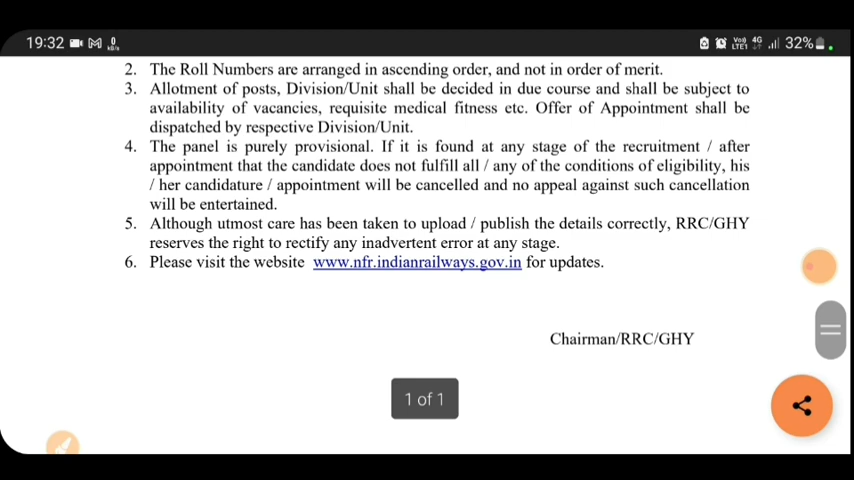 19:32
0
kB/s
Vo)) 4G
LTE1
32%
2. The Roll Numbers are arranged in ascending order, and not in order of merit.
3. Allotment of posts, Division/Unit shall be decided in due course and shall be subject to
availability of vacancies, requisite medical fitness etc. Offer of Appointment shall be
dispatched by respective Division/Unit.
4. The panel is purely provisional. If it is found at any stage of the recruitment / after
appointment that the candidate does not fulfill all / any of the conditions of eligibility, his
/ her candidature / appointment will be cancelled and no appeal against such cancellation
will be entertained.
5. Although utmost care has been taken to upload / publish the details correctly, RRC/GHY
reserves the right to rectify any inadvertent error at any stage.
6. Please visit the website www.nfr.indianrailways.gov.in for updates.
Chairman/RRC/GHY
1 of 1